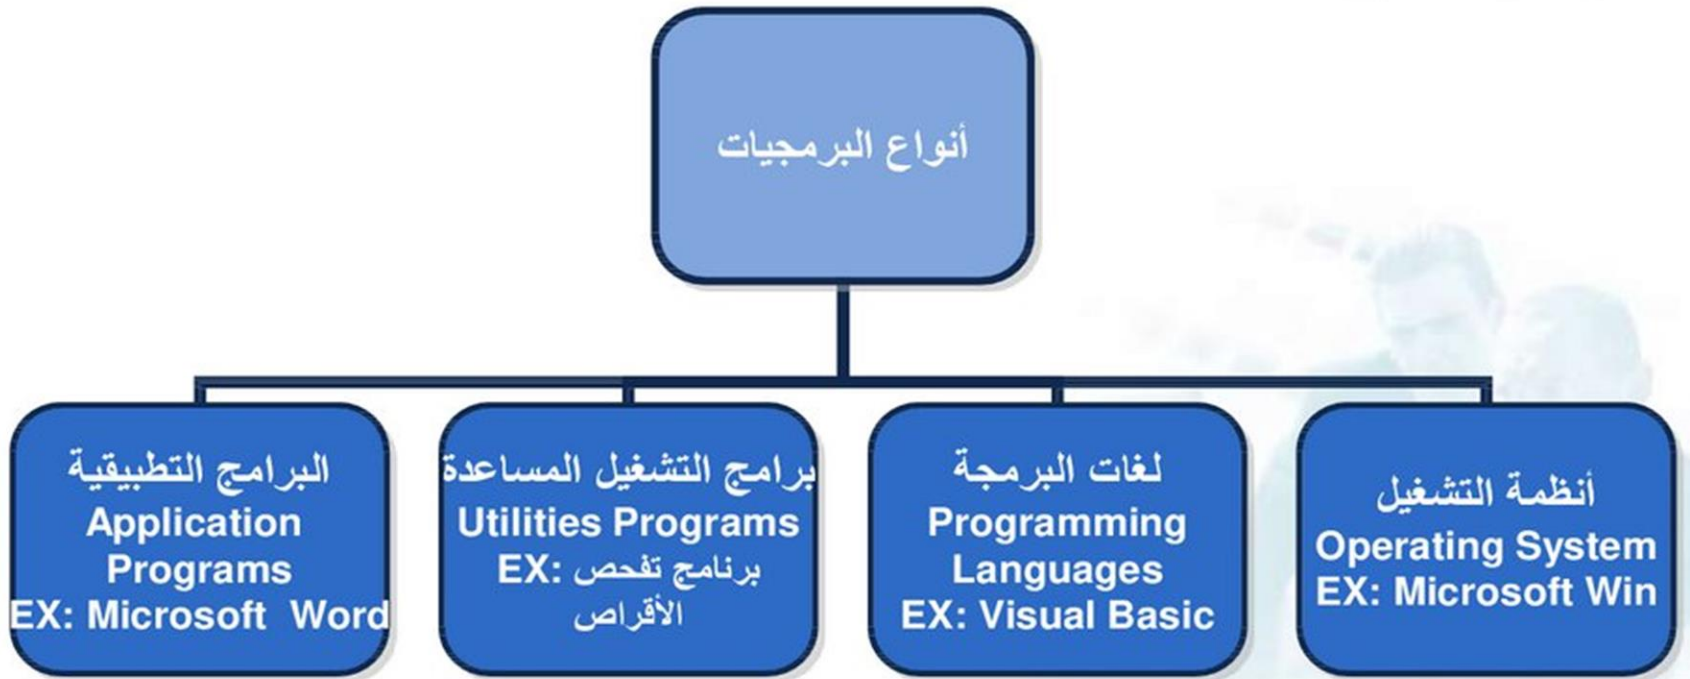 أنواع البرمجيات
أنظمة التشغيل
Operating System
EX: Microsoft Win
لغات البرمجة
Programming
Languages
EX: Visual Basic
برامج التشغيل المساعدة
Utilities Programs
EX: برنامج تفحص
الأقراص
البرامج التطبيقية
Application
Programs
EX: Microsoft Word